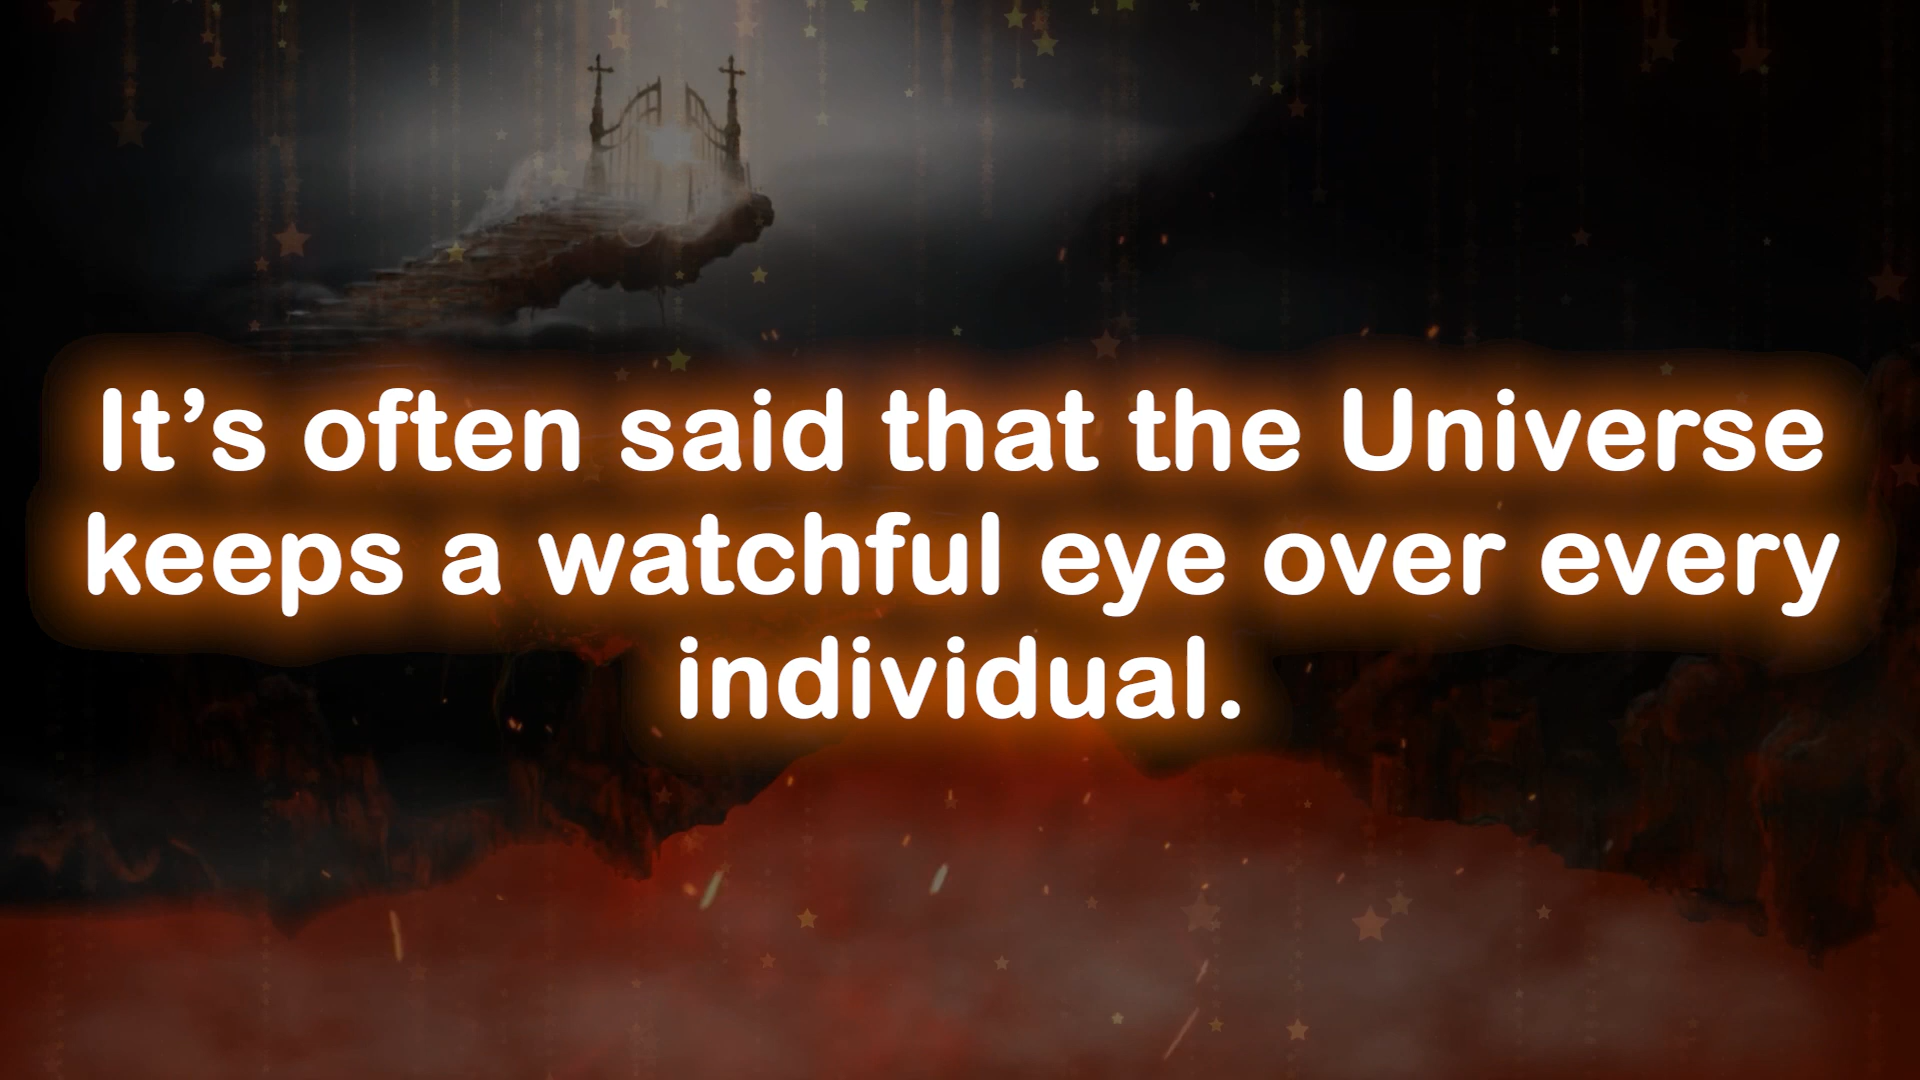 It’s often said that the Universe
keeps a watchful eye over every
individual.